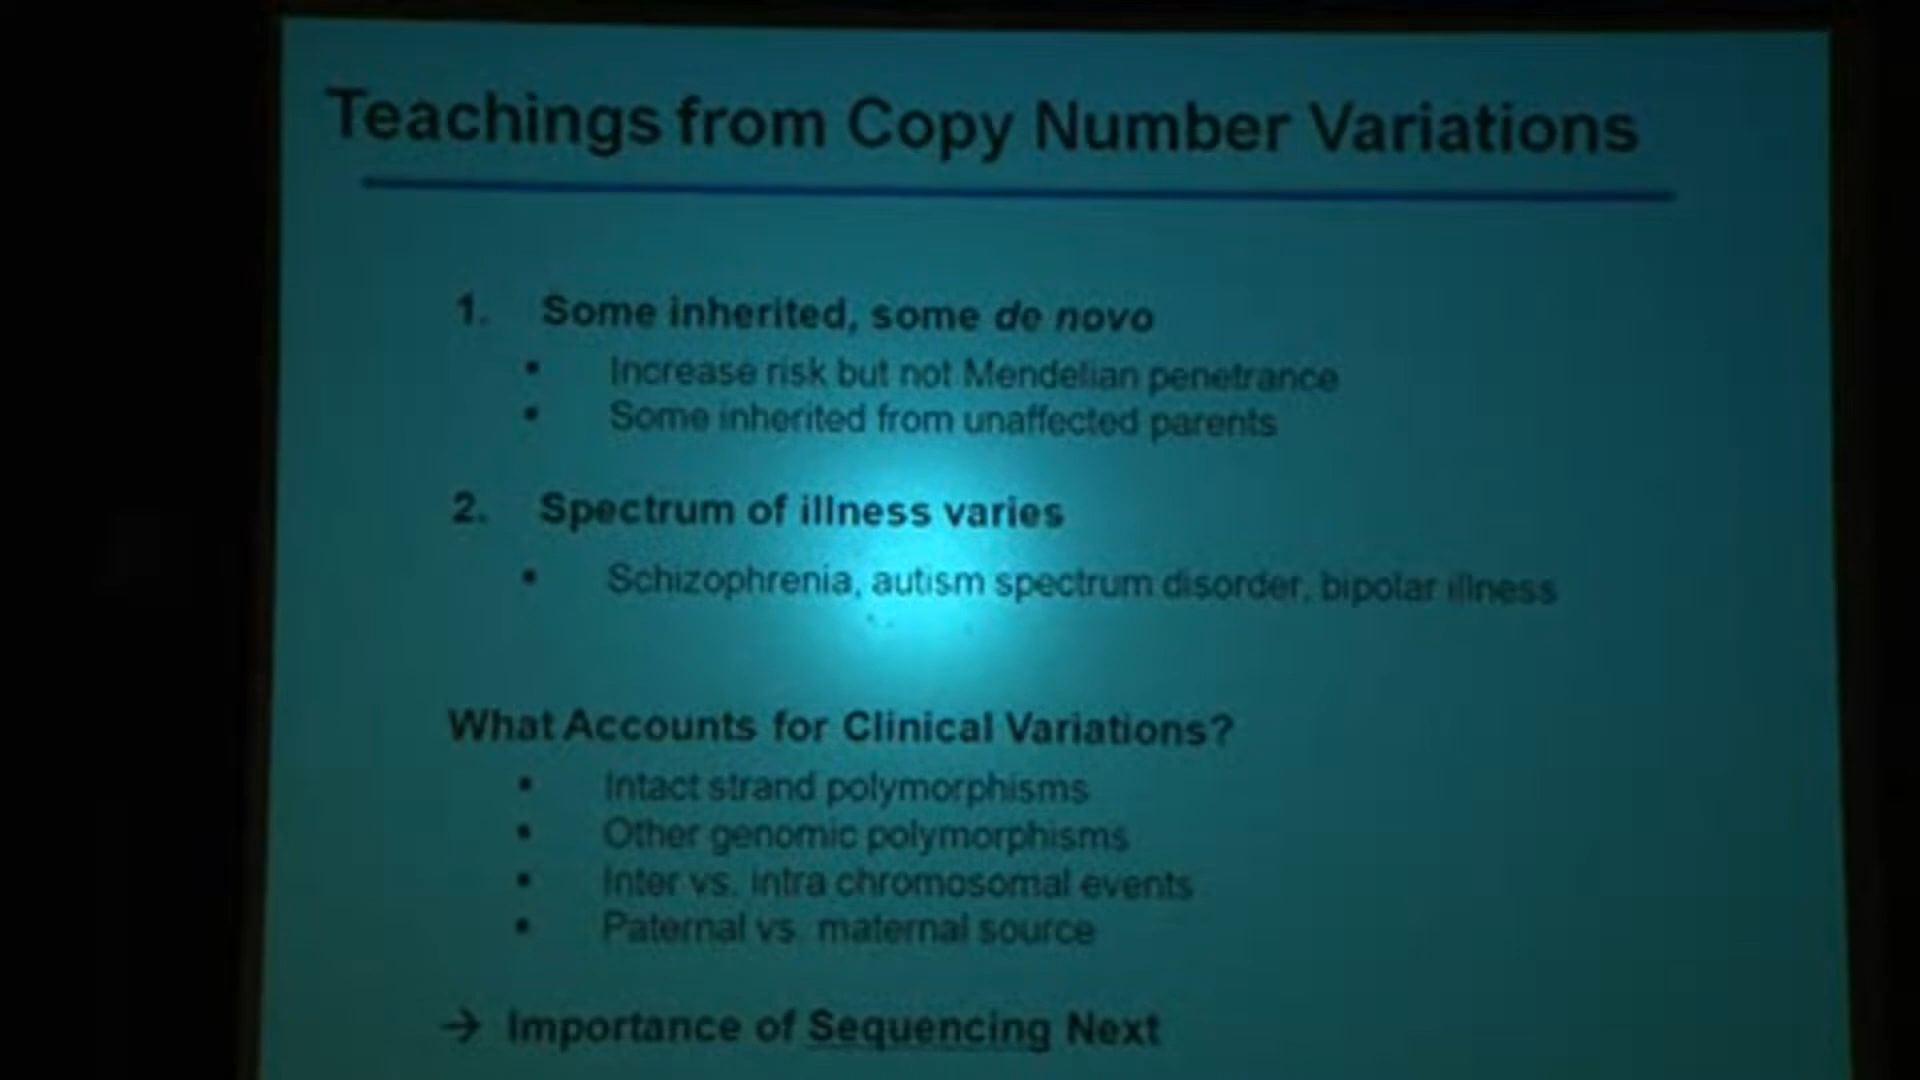 Teachings from Copy Number Variations
1. Some inherited, some de novo
• Increase risk but not Mendelian penetrance
• Some inherited from unaffected parents
2. Spectrum of illness varies
• Schizophrenia, autism spectrum disorder, bipolar illness
What Accounts for Clinical Variations?
• Intact strand polymorphisms
• Other genomic polymorphisms
• Inter vs. intra chromosomal events
• Paternal vs. maternal source
→ Importance of Sequencing Next